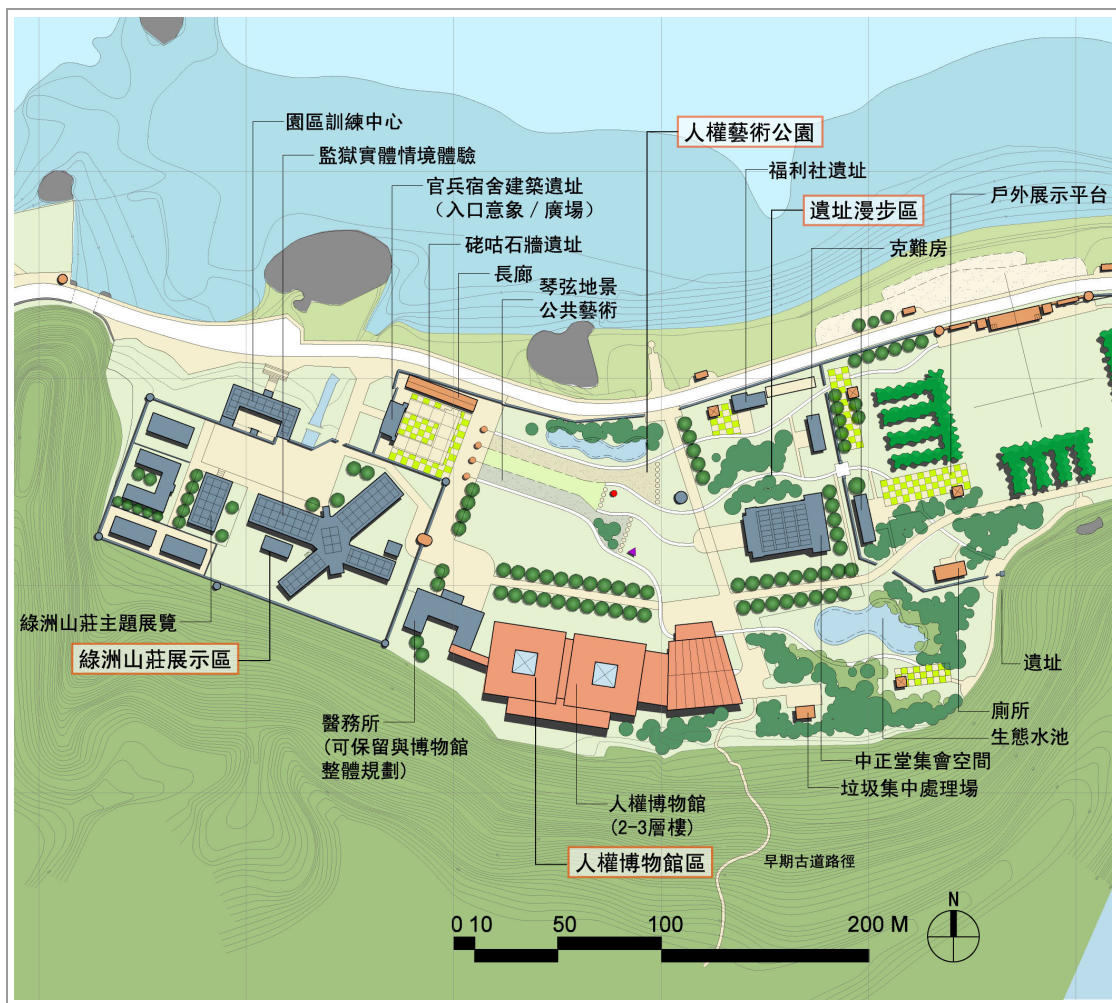 園區訓練中心
監獄實體情境體驗
官兵宿舍建築遺址
（入口意象 / 廣場）
硓咕石牆遺址
長廊
琴弦地景
公共藝術
人權藝術公園
福利社遺址
遺址漫步區
戶外展示平台
克難房
綠洲山莊主題展覽
綠洲山莊展示區
醫務所
(可保留與博物館
整體規劃)
人權博物館
(2-3層樓)
人權博物館區
遺址
廁所
生態水池
中正堂集會空間
垃圾集中處理場
早期古道路徑
0 10 50 100 200 M
N